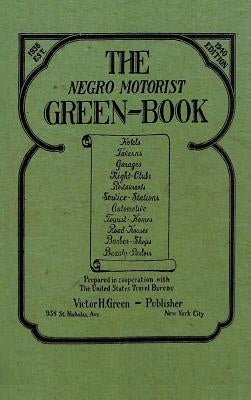 1936
EST.
1940
EDITION
THE
NEGRO MOTORIST
GREEN-BOOK
Hotels
Taverns
Garages
Night-Clubs
Restaurants
Service-Stations
Automotive
Tourist-Homes
Road-Houses
Barber-Shops
Beauty-Parlors
Prepared in cooperation with
The United States Travel Bureau
Victor H. Green - Publisher
938 St. Nicholas, Ave. New York City